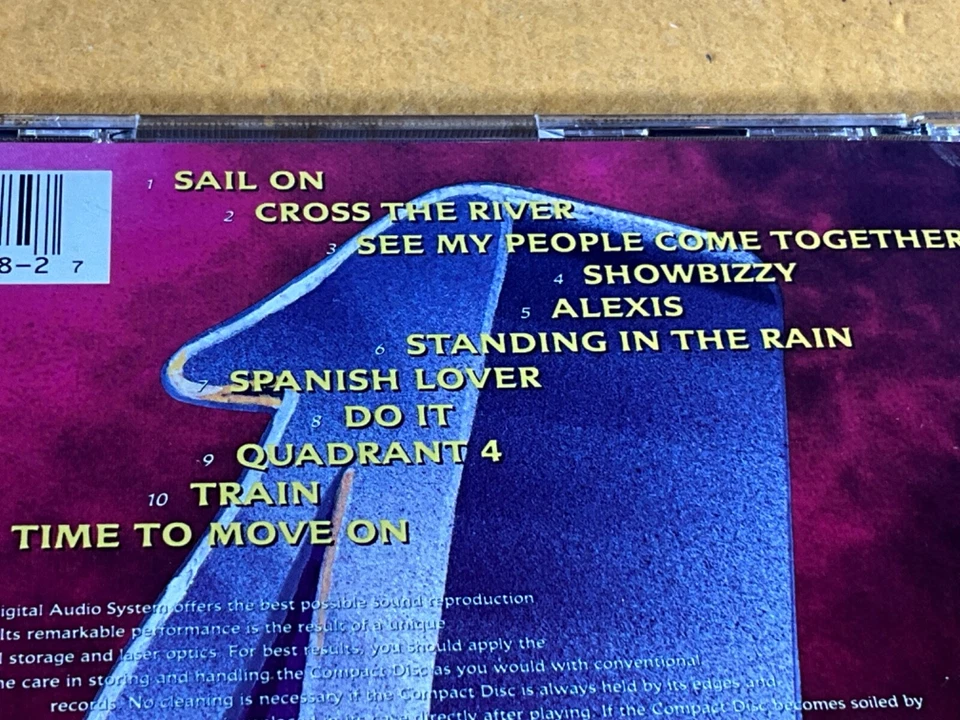 8-2 7
1 SAIL ON
2 CROSS THE RIVER
3 SEE MY PEOPLE COME TOGETHER
4 SHOWBIZZY
5 ALEXIS
6 STANDING IN THE RAIN
7 SPANISH LOVER
8 DO IT
9 QUADRANT 4
10 TRAIN
TIME TO MOVE ON
igital Audio System offers the best possible sound reproduction
Its remarkable performance is the result of a unique
storage and laser optics. For best results, you should apply the
care in storing and handling the Compact Disc as you would with conventional
records. No cleaning is necessary if the Compact Disc is always held by its edges and
directly after playing. If the Compact Disc becomes soiled by